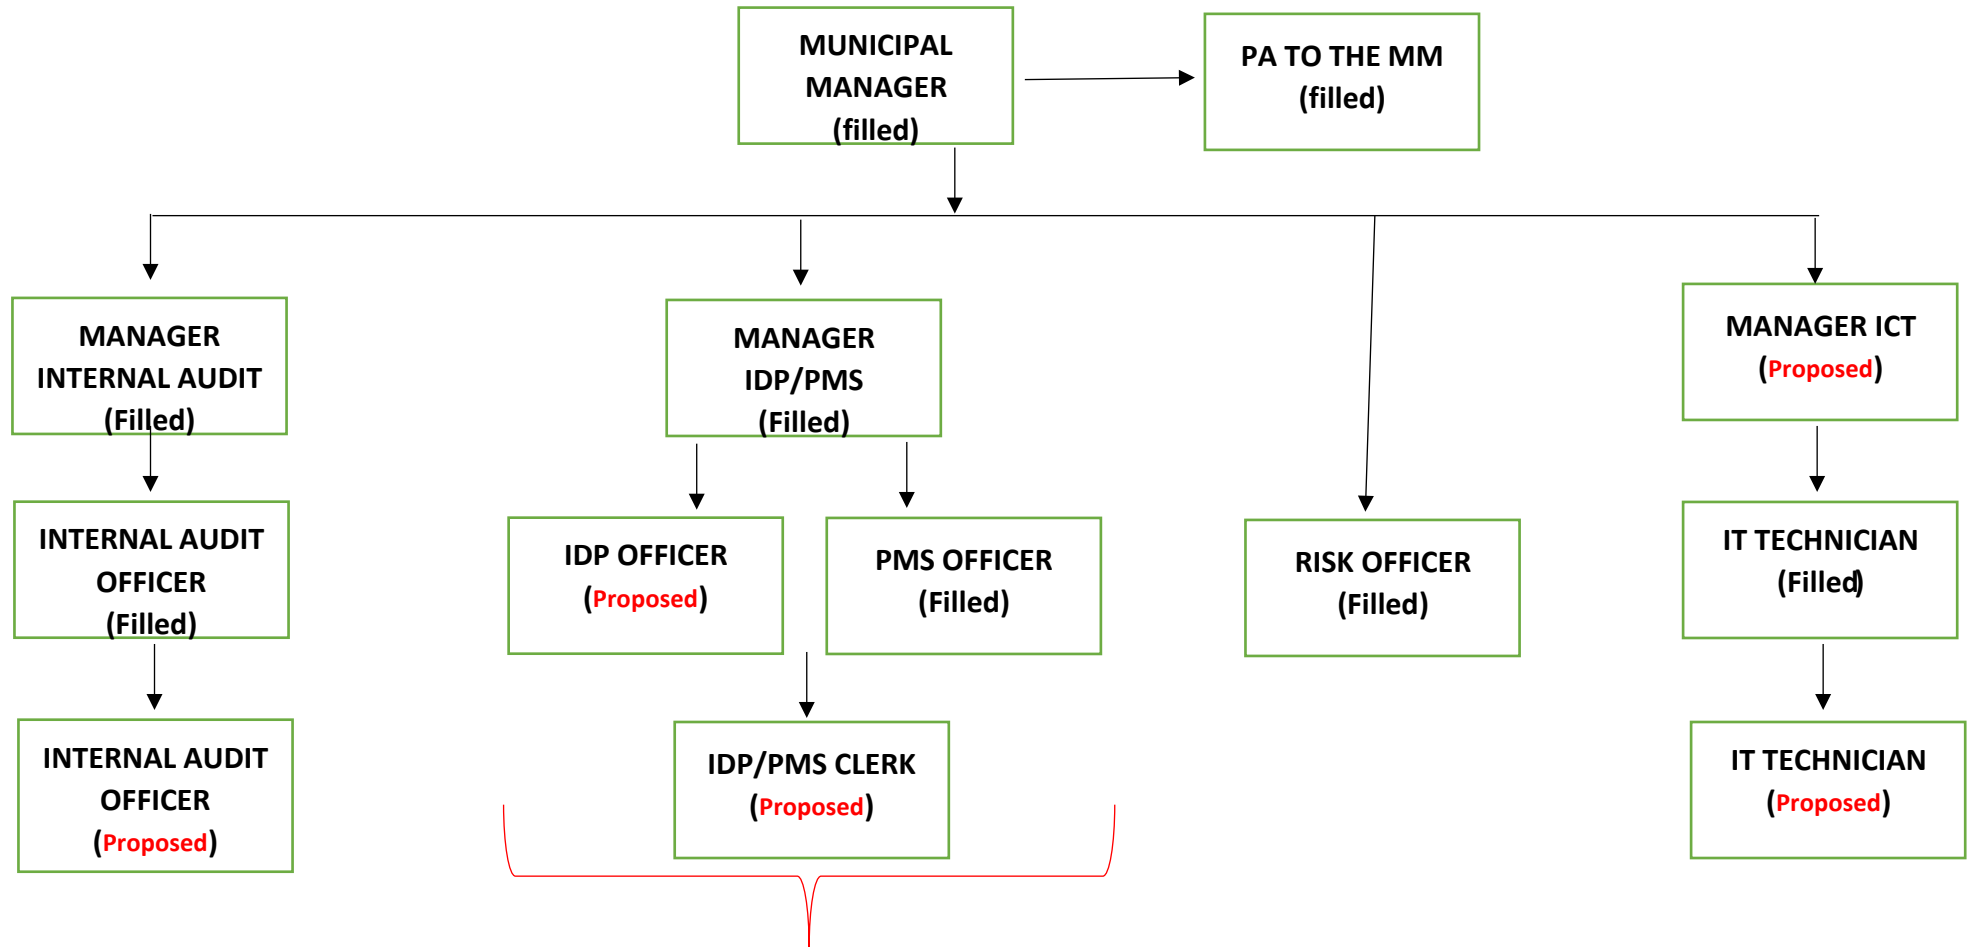 MUNICIPAL
MANAGER
(filled)
PA TO THE MM
(filled)
MANAGER
INTERNAL AUDIT
(Filled)
MANAGER
IDP/PMS
(Filled)
MANAGER ICT
(Proposed)
INTERNAL AUDIT
OFFICER
(Filled)
IDP OFFICER
(Proposed)
PMS OFFICER
(Filled)
RISK OFFICER
(Filled)
IT TECHNICIAN
(Filled)
INTERNAL AUDIT
OFFICER
(Proposed)
IDP/PMS CLERK
(Proposed)
IT TECHNICIAN
(Proposed)